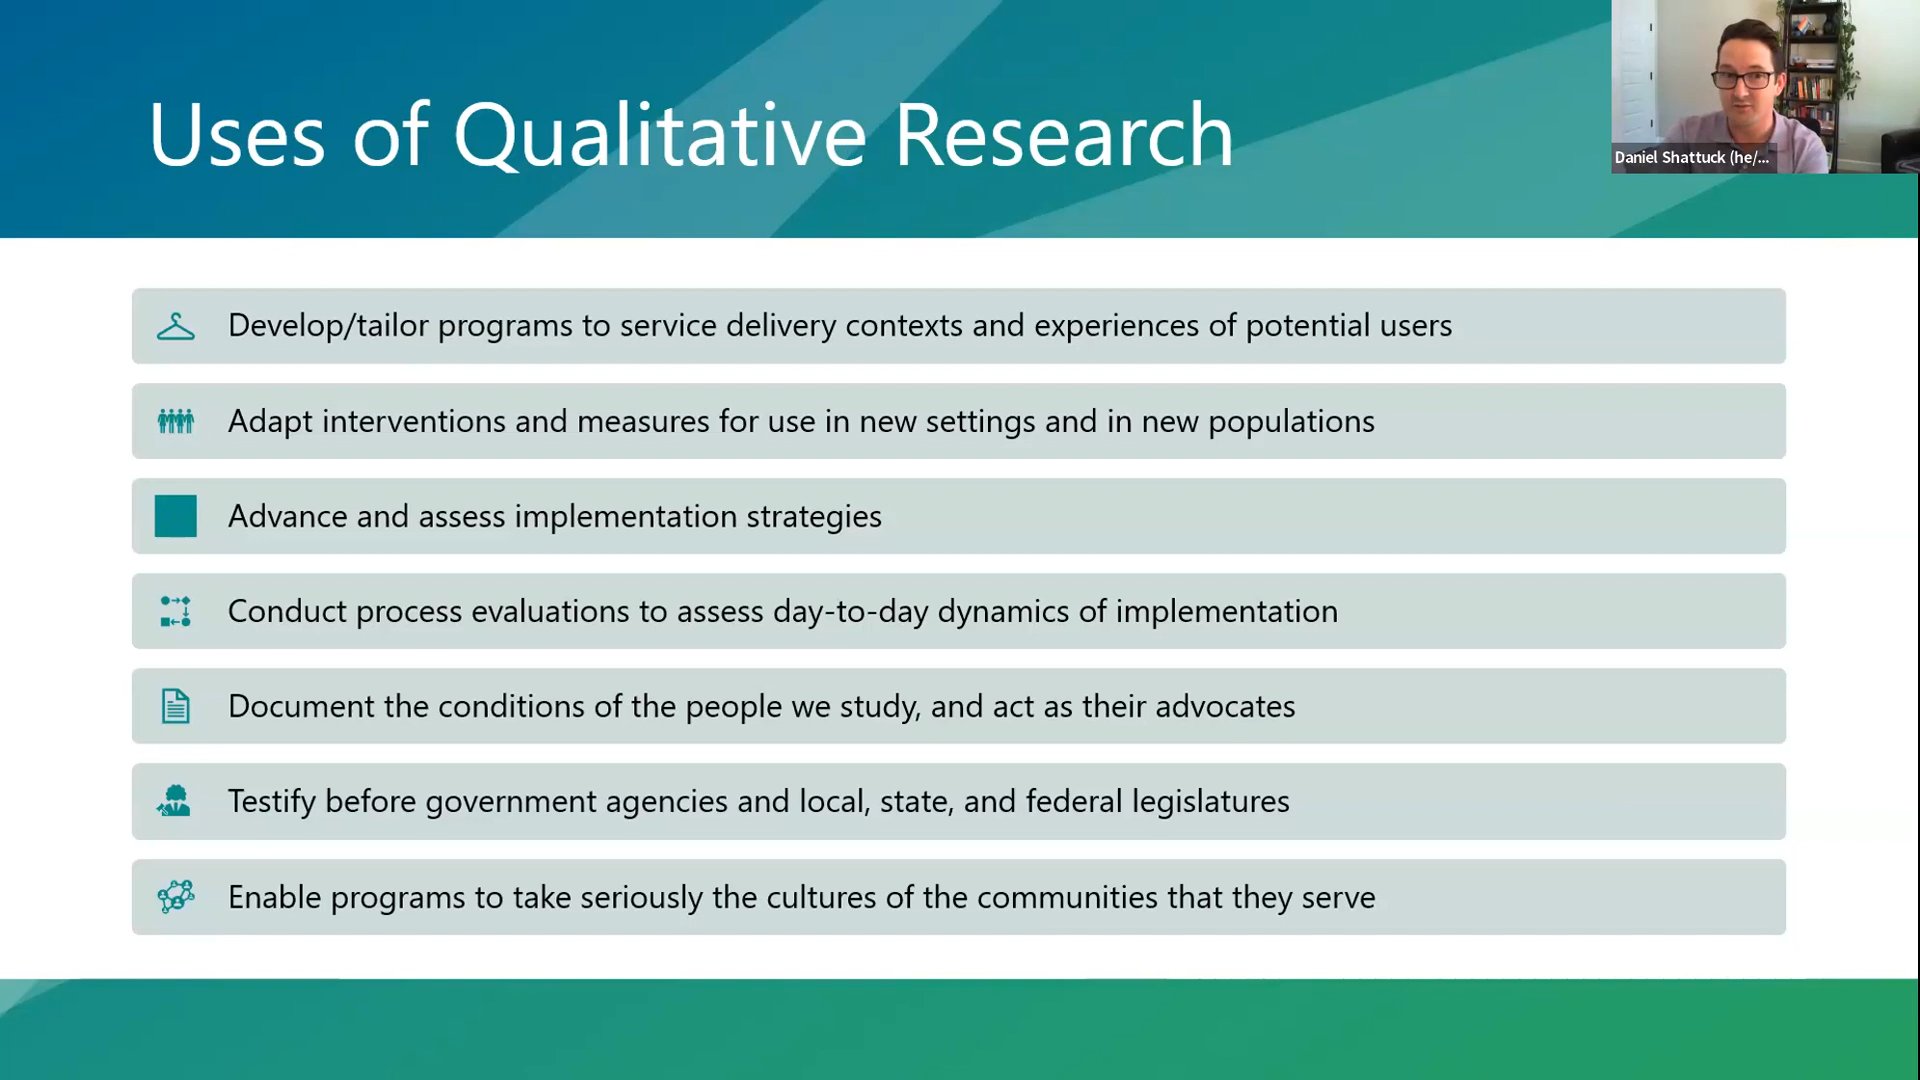 Uses of Qualitative Research
Daniel Shattuck (he/...
Develop/tailor programs to service delivery contexts and experiences of potential users
Adapt interventions and measures for use in new settings and in new populations
Advance and assess implementation strategies
Conduct process evaluations to assess day-to-day dynamics of implementation
Document the conditions of the people we study, and act as their advocates
Testify before government agencies and local, state, and federal legislatures
Enable programs to take seriously the cultures of the communities that they serve